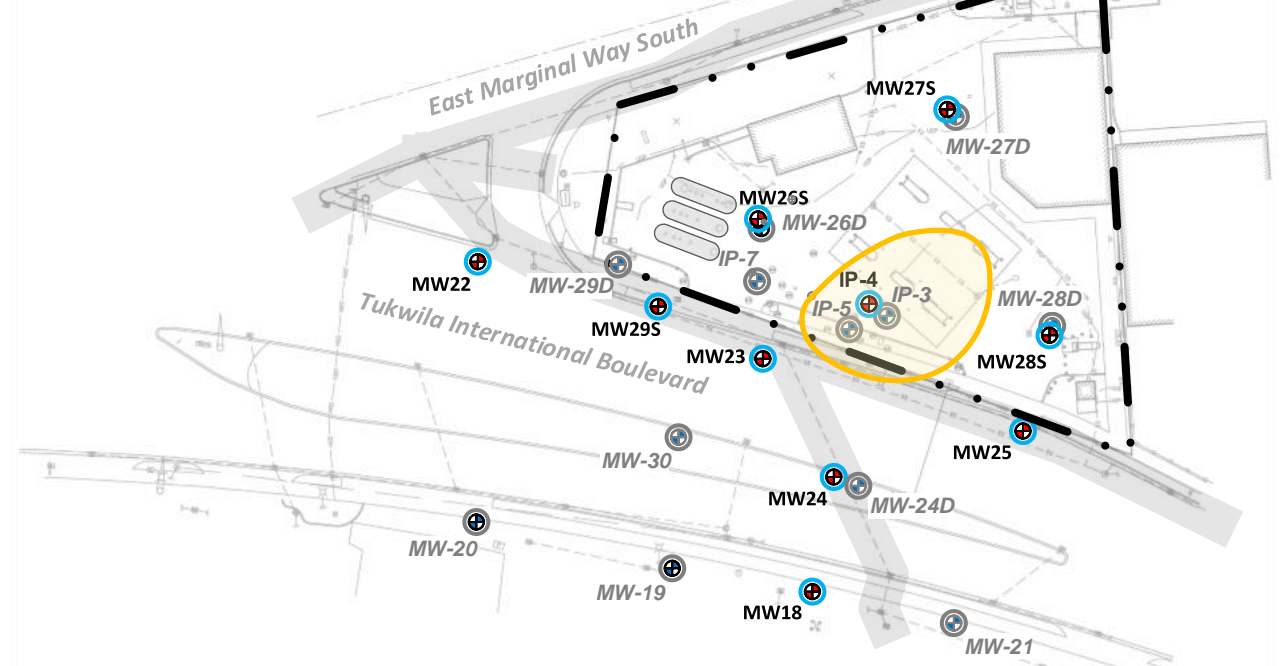 East Marginal Way South
MW27S
MW-27D
MW26S
MW-26D
IP-7
MW-29D
MW22
IP-4
IP-3
IP-5
MW-28D
MW28S
Tukwila International Boulevard
MW29S
MW23
MW25
MW-30
MW24
MW-24D
MW-20
MW-19
MW18
MW-21